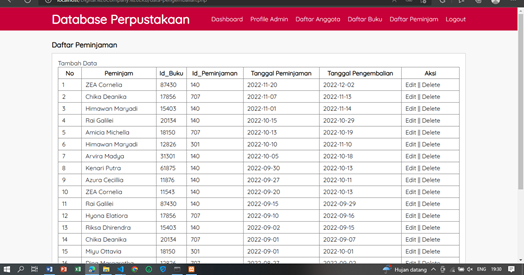 Database Perpustakaan
Dashboard Profile Admin Daftar Anggota Daftar Buku Daftar Peminjam Logout
Daftar Peminjaman
Tambah Data
No Peminjam Id_Buku Id_Peminjaman Tanggal Peminjaman Tanggal Pengembalian Aksi
1 ZEA Cornelia 87430 140 2022-11-20 2022-12-02 Edit || Delete
2 Chika Deanika 17856 707 2022-11-07 2022-11-13 Edit || Delete
3 Himawan Maryadi 15403 140 2022-11-01 2022-11-14 Edit || Delete
4 Rai Galilei 20134 140 2022-10-15 2022-10-29 Edit || Delete
5 Amicia Michella 18150 707 2022-10-13 2022-10-19 Edit || Delete
6 Himawan Maryadi 12826 301 2022-10-10 2022-11-10 Edit || Delete
7 Arvira Madya 31301 140 2022-10-05 2022-10-18 Edit || Delete
8 Kenari Putra 61875 140 2022-09-30 2022-10-13 Edit || Delete
9 Azura Cecillia 11876 140 2022-09-27 2022-10-11 Edit || Delete
10 ZEA Cornelia 11543 140 2022-09-20 2022-10-13 Edit || Delete
11 Rai Galilei 87430 140 2022-09-15 2022-09-29 Edit || Delete
12 Hyona Elatiora 17856 707 2022-09-10 2022-09-16 Edit || Delete
13 Riksa Dhirendra 15403 140 2022-09-02 2022-09-15 Edit || Delete
14 Chika Deanika 20134 707 2022-09-01 2022-09-07 Edit || Delete
15 Miyu Ottavia 18150 301 2022-09-01 2022-10-01 Edit || Delete
Hujan datang ENG 19:30